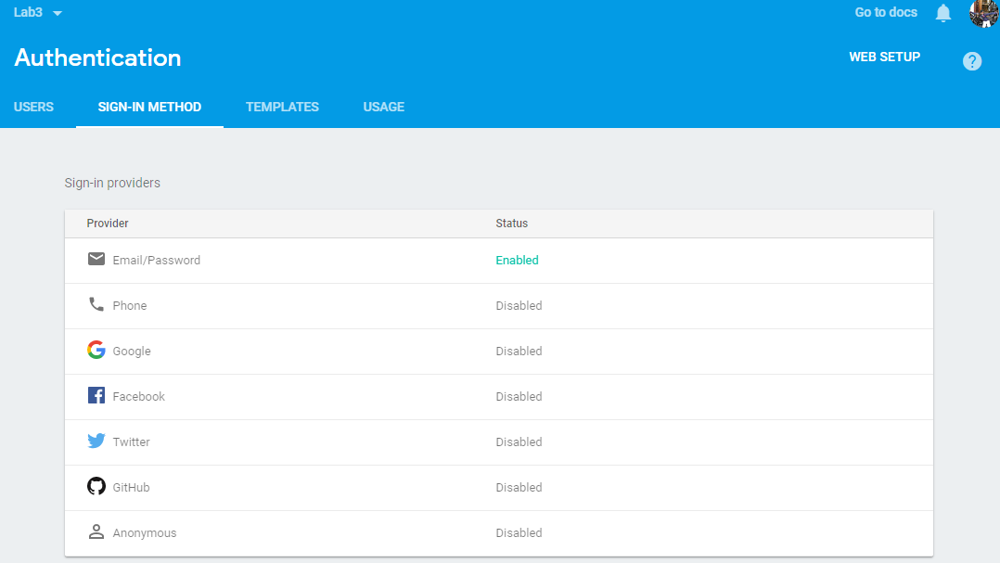 Lab3
Go to docs
Authentication
WEB SETUP
?
USERS SIGN-IN METHOD TEMPLATES USAGE
Sign-in providers
Provider Status
Email/Password Enabled
Phone Disabled
Google Disabled
Facebook Disabled
Twitter Disabled
GitHub Disabled
Anonymous Disabled